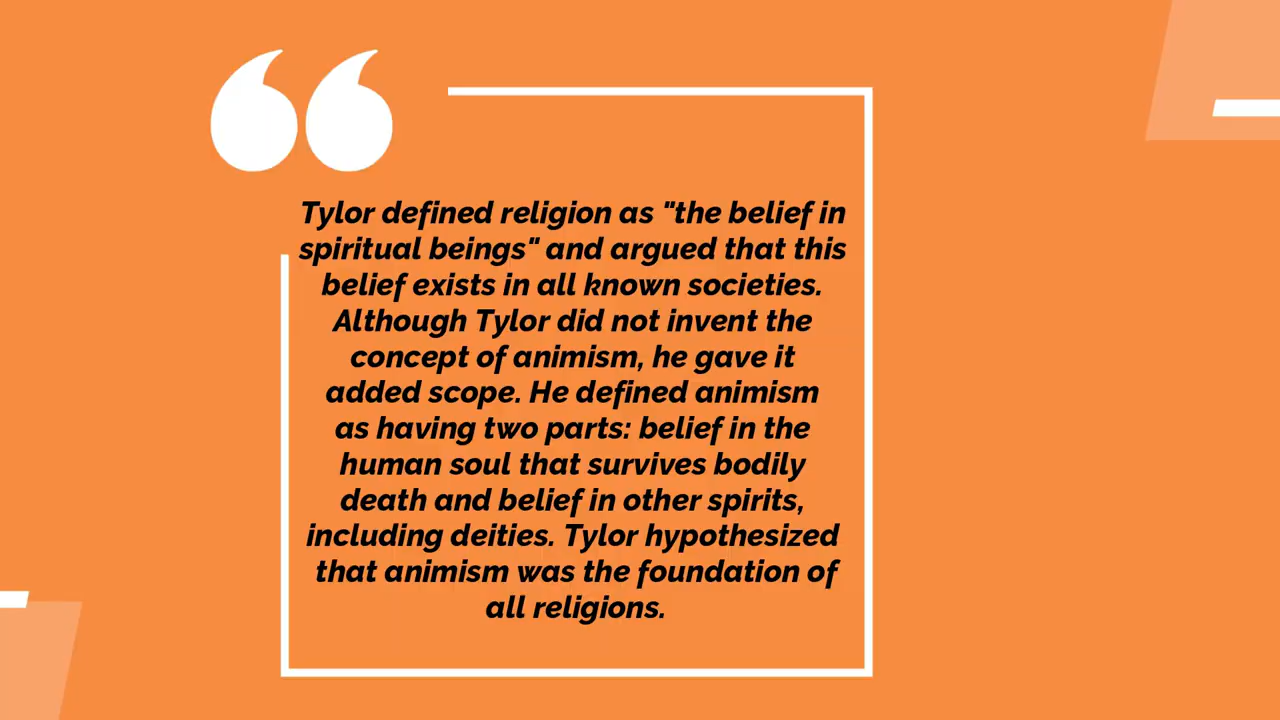 Tylor defined religion as "the belief in
spiritual beings" and argued that this
belief exists in all known societies.
Although Tylor did not invent the
concept of animism, he gave it
added scope. He defined animism
as having two parts: belief in the
human soul that survives bodily
death and belief in other spirits,
including deities. Tylor hypothesized
that animism was the foundation of
all religions.